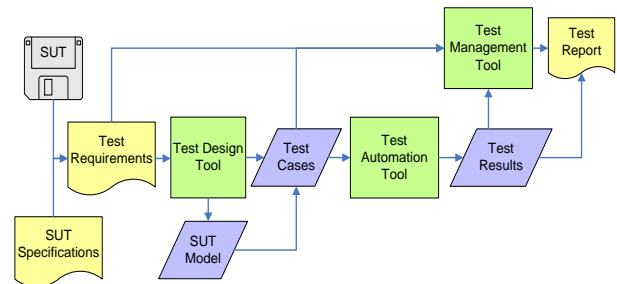 SUT
Test
Management
Tool
Test
Report
Test
Requirements
Test Design
Tool
Test
Cases
Test
Automation
Tool
Test
Results
SUT
Specifications
SUT
Model